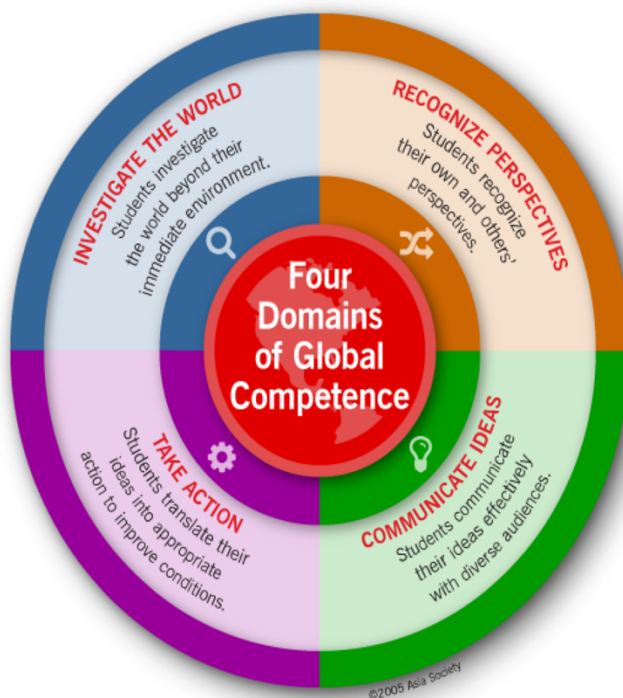 INVESTIGATE THE WORLD
Students investigate
the world beyond their
immediate environment.
RECOGNIZE PERSPECTIVES
Students recognize
their own and others'
perspectives.
Four
Domains
of Global
Competence
TAKE ACTION
Students translate their
ideas into appropriate
action to improve conditions.
COMMUNICATE IDEAS
Students communicate
their ideas effectively
with diverse audiences.
©2005 Asia Society